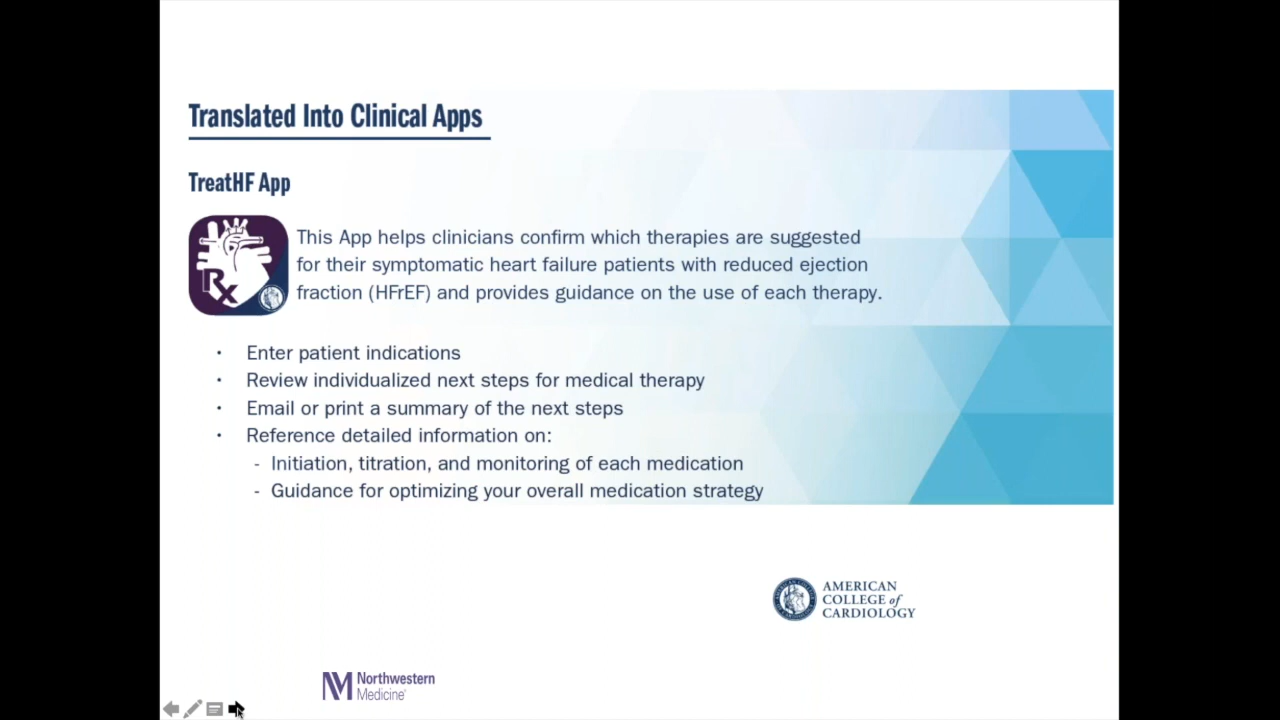 Translated Into Clinical Apps
TreatHF App
Rx
This App helps clinicians confirm which therapies are suggested
for their symptomatic heart failure patients with reduced ejection
fraction (HFrEF) and provides guidance on the use of each therapy.
• Enter patient indications
• Review individualized next steps for medical therapy
• Email or print a summary of the next steps
• Reference detailed information on:
- Initiation, titration, and monitoring of each medication
- Guidance for optimizing your overall medication strategy
AMERICAN
COLLEGE of
CARDIOLOGY
NM Northwestern
Medicine